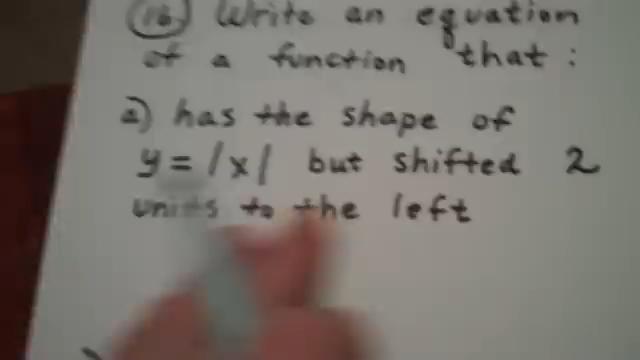 (16) Write an equation
of a function that :
a) has the shape of
y = |x| but shifted 2
units to the left